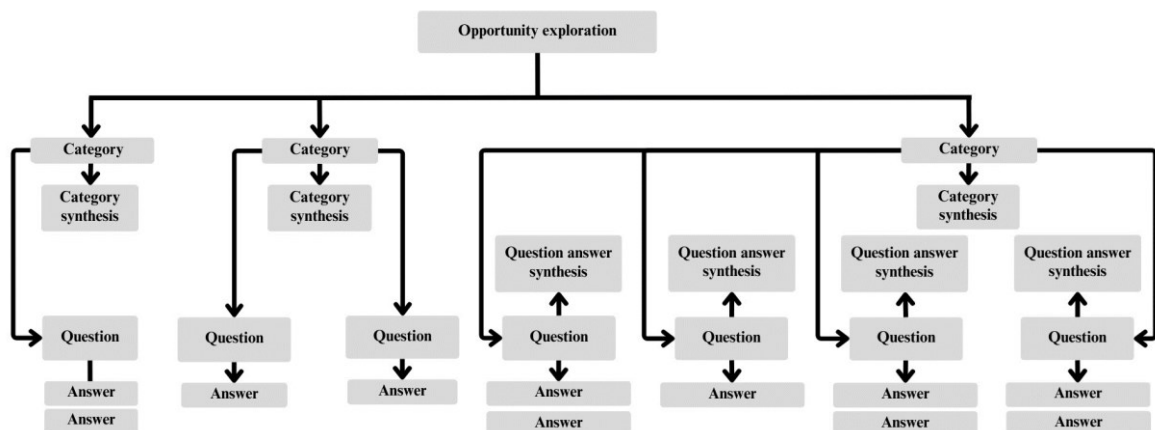 Opportunity exploration
Category
Category
Category
Category
synthesis
Category
synthesis
Category
synthesis
Question answer
synthesis
Question answer
synthesis
Question answer
synthesis
Question answer
synthesis
Question
Question
Question
Question
Question
Question
Question
Answer
Answer
Answer
Answer
Answer
Answer
Answer
Answer
Answer
Answer
Answer